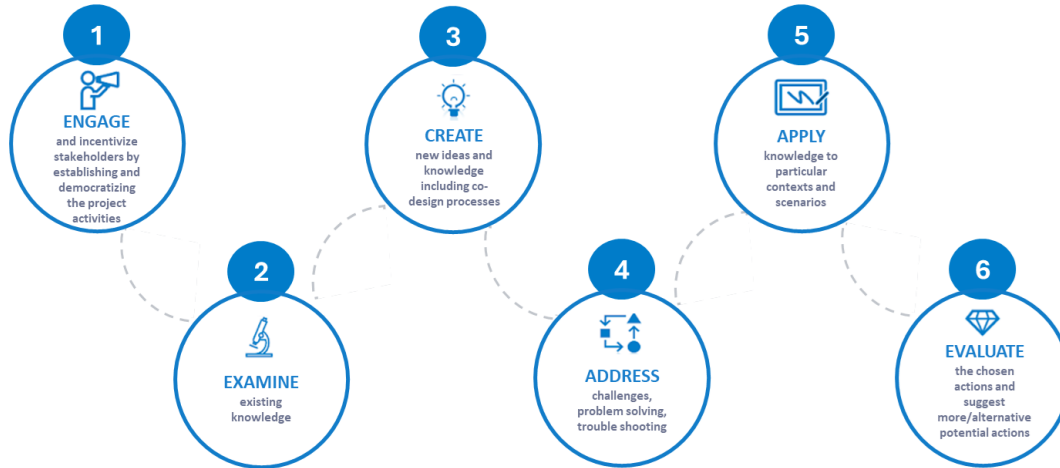 1
ENGAGE
and incentivize
stakeholders by
establishing and
democratizing
the project
activities
2
EXAMINE
existing
knowledge
3
CREATE
new ideas and
knowledge
including co-
design processes
4
ADDRESS
challenges,
problem solving,
trouble shooting
5
APPLY
knowledge to
particular
contexts and
scenarios
6
EVALUATE
the chosen
actions and
suggest
more/alternative
potential actions